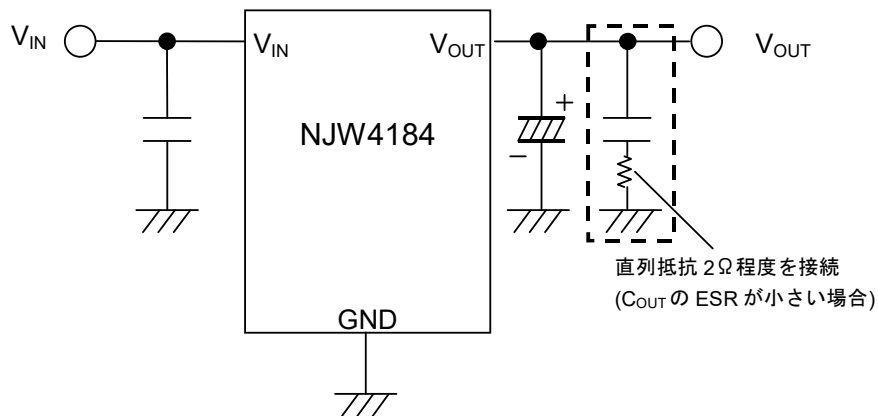 VIN
VIN
VOUT
VOUT
NJW4184
+
−
直列抵抗 2Ω程度を接続
(COUT の ESR が小さい場合)
GND